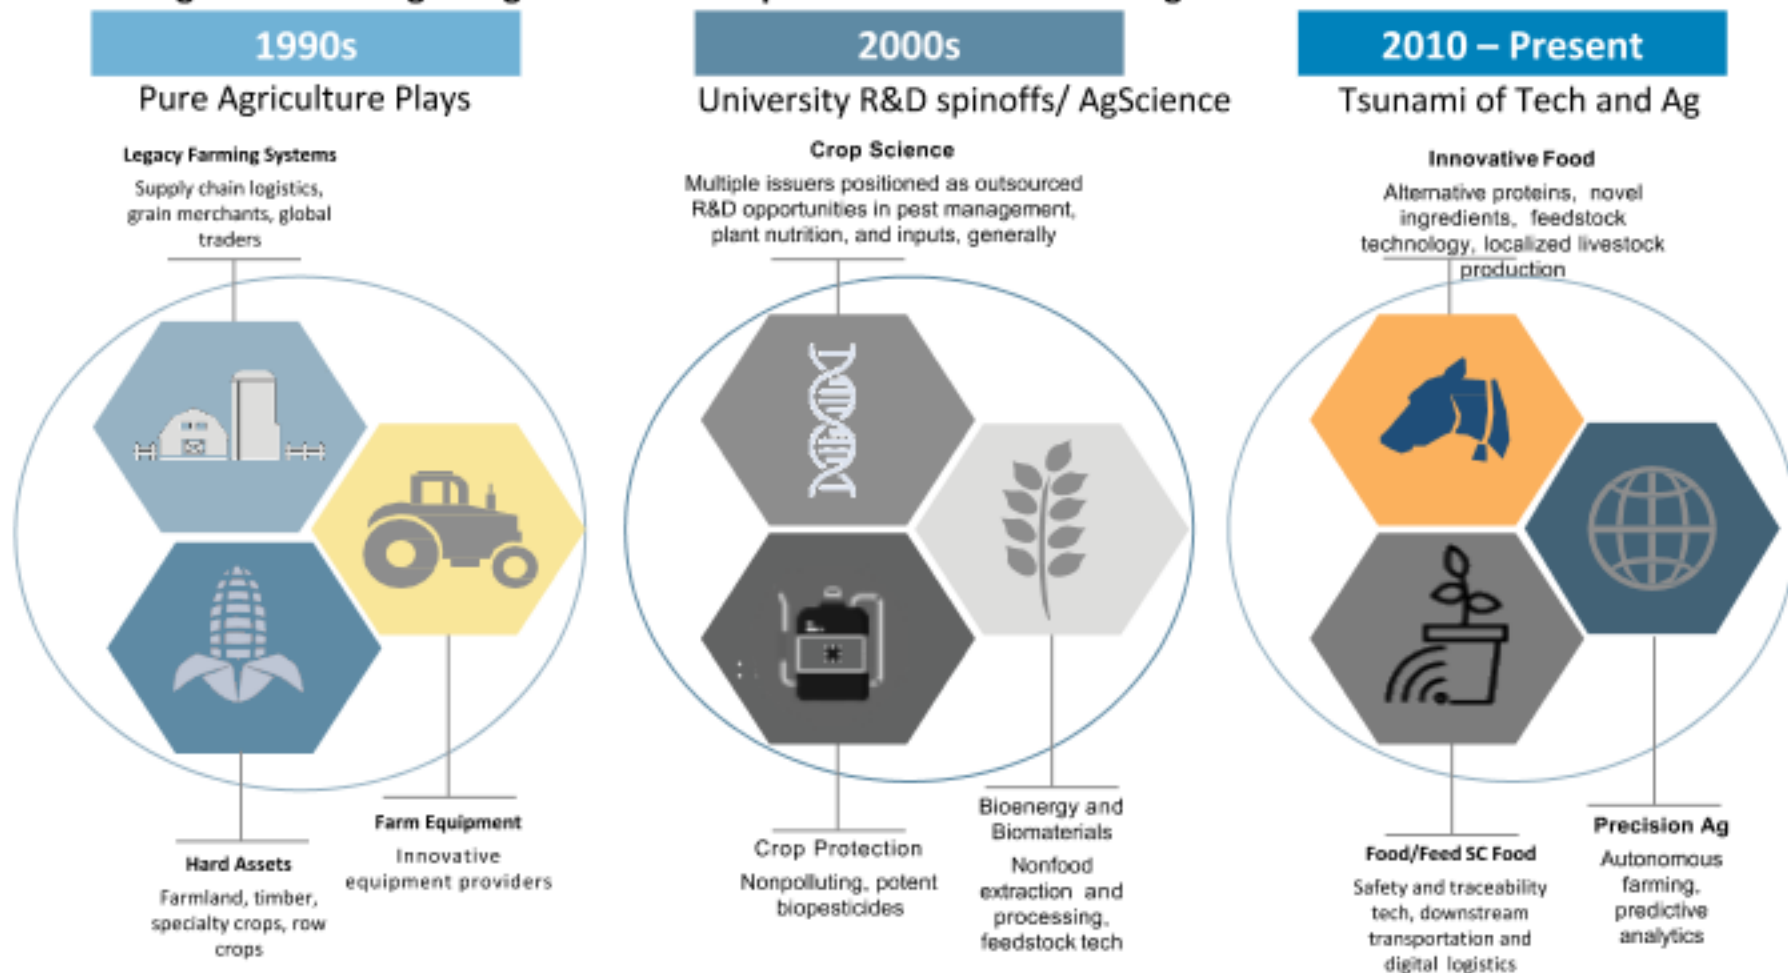 1990s
Pure Agriculture Plays
Legacy Farming Systems
Supply chain logistics,
grain merchants, global
traders
Hard Assets
Farmland, timber,
specialty crops, row
crops
Farm Equipment
Innovative
equipment providers
2000s
University R&D spinoffs/ AgScience
Crop Science
Multiple issuers positioned as outsourced
R&D opportunities in pest management,
plant nutrition, and inputs, generally
Crop Protection
Nonpolluting, potent
biopesticides
Bioenergy and
Biomaterials
Nonfood
extraction and
processing,
feedstock tech
2010 – Present
Tsunami of Tech and Ag
Innovative Food
Alternative proteins, novel
ingredients, feedstock
technology, localized livestock
production
Food/Feed SC Food
Safety and traceability
tech, downstream
transportation and
digital logistics
Precision Ag
Autonomous
farming,
predictive
analytics